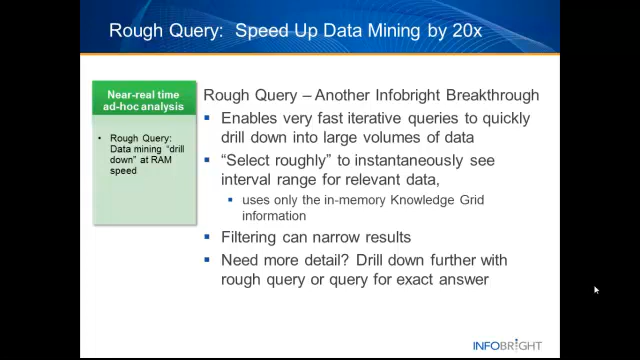 Rough Query: Speed Up Data Mining by 20x
Near-real time
ad-hoc analysis
• Rough Query:
Data mining “drill
down” at RAM
speed
Rough Query – Another Infobright Breakthrough
▪ Enables very fast iterative queries to quickly
drill down into large volumes of data
▪ “Select roughly” to instantaneously see
interval range for relevant data,
▪ uses only the in-memory Knowledge Grid
information
▪ Filtering can narrow results
▪ Need more detail? Drill down further with
rough query or query for exact answer
INFOBRIGHT